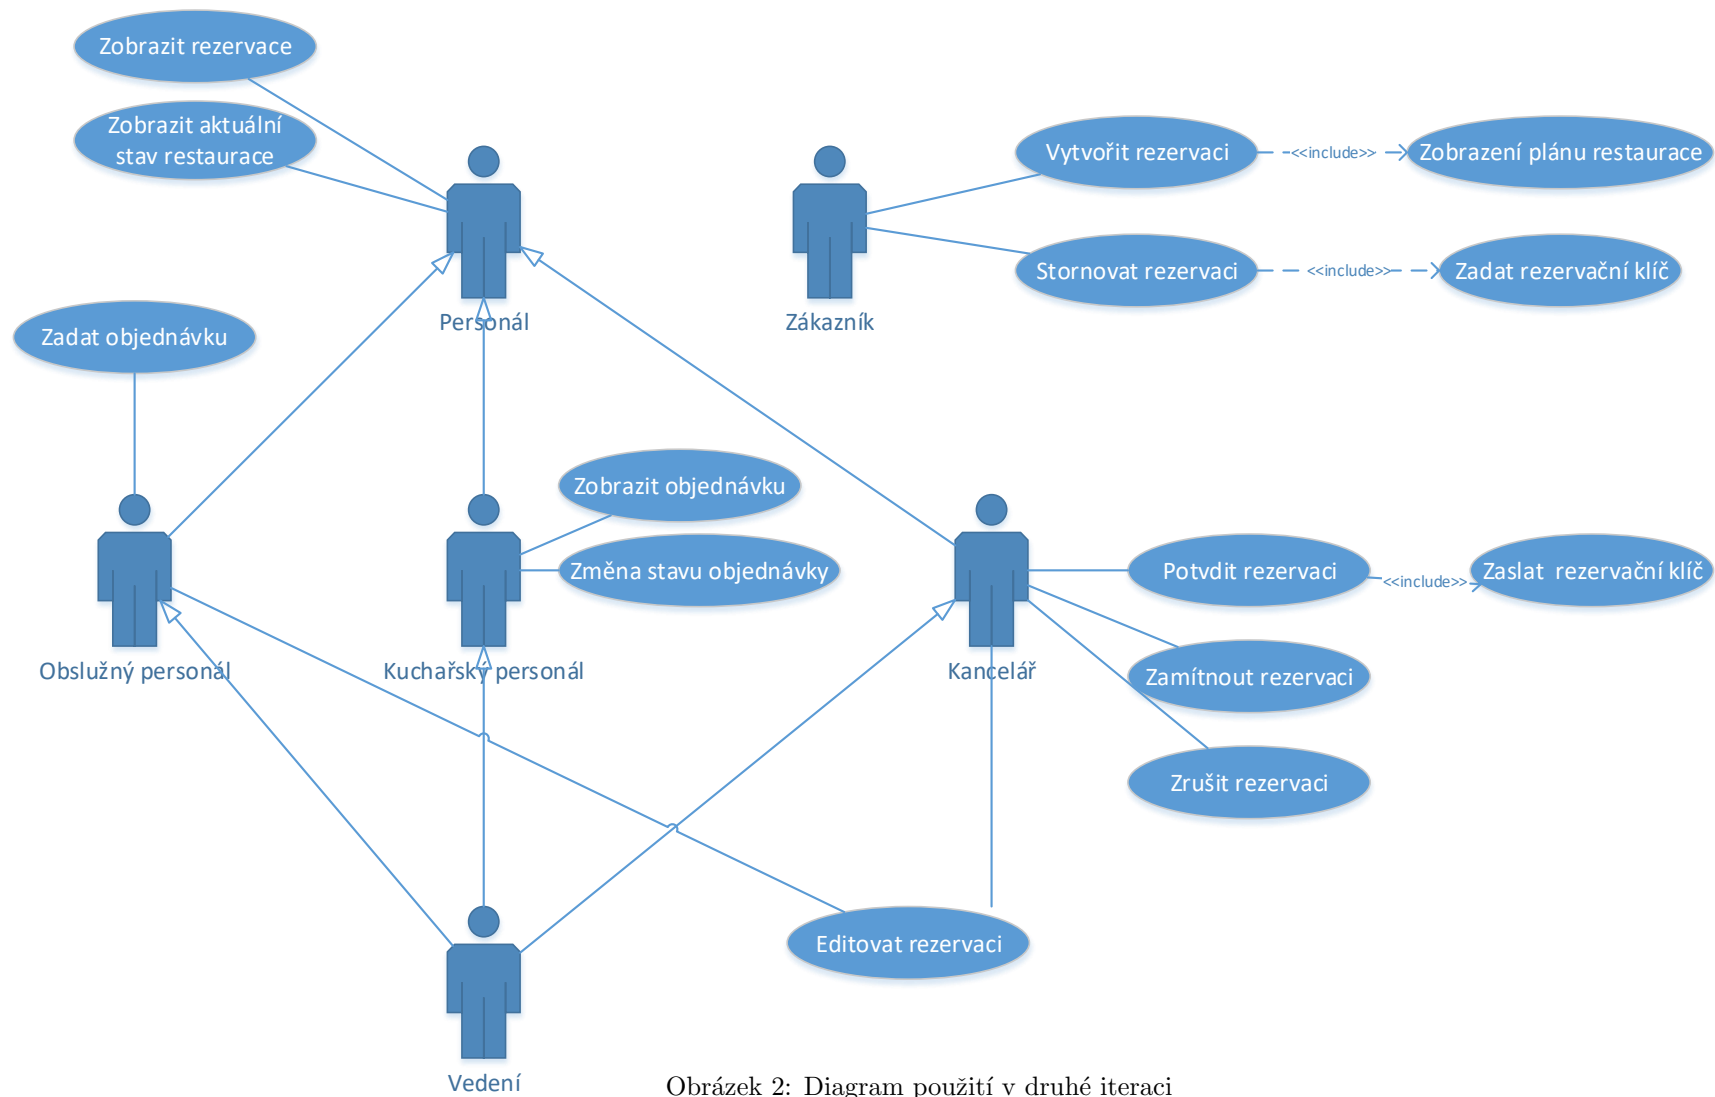 Zobrazit rezervace
Zobrazit aktuální
stav restaurace
Vytvořit rezervaci
<<include>>
Zobrazení plánu restaurace
Stornovat rezervaci
<<include>>
Zadat rezervační klíč
Personál
Zákazník
Zadat objednávku
Zobrazit objednávku
Změna stavu objednávky
Potvdit rezervaci
<<include>>
Zaslat  rezervační klíč
Obslužný personál
Kuchařský personál
Kancelář
Zamítnout rezervaci
Zrušit rezervaci
Editovat rezervaci
Vedení
Obrázek 2: Diagram použití v druhé iteraci